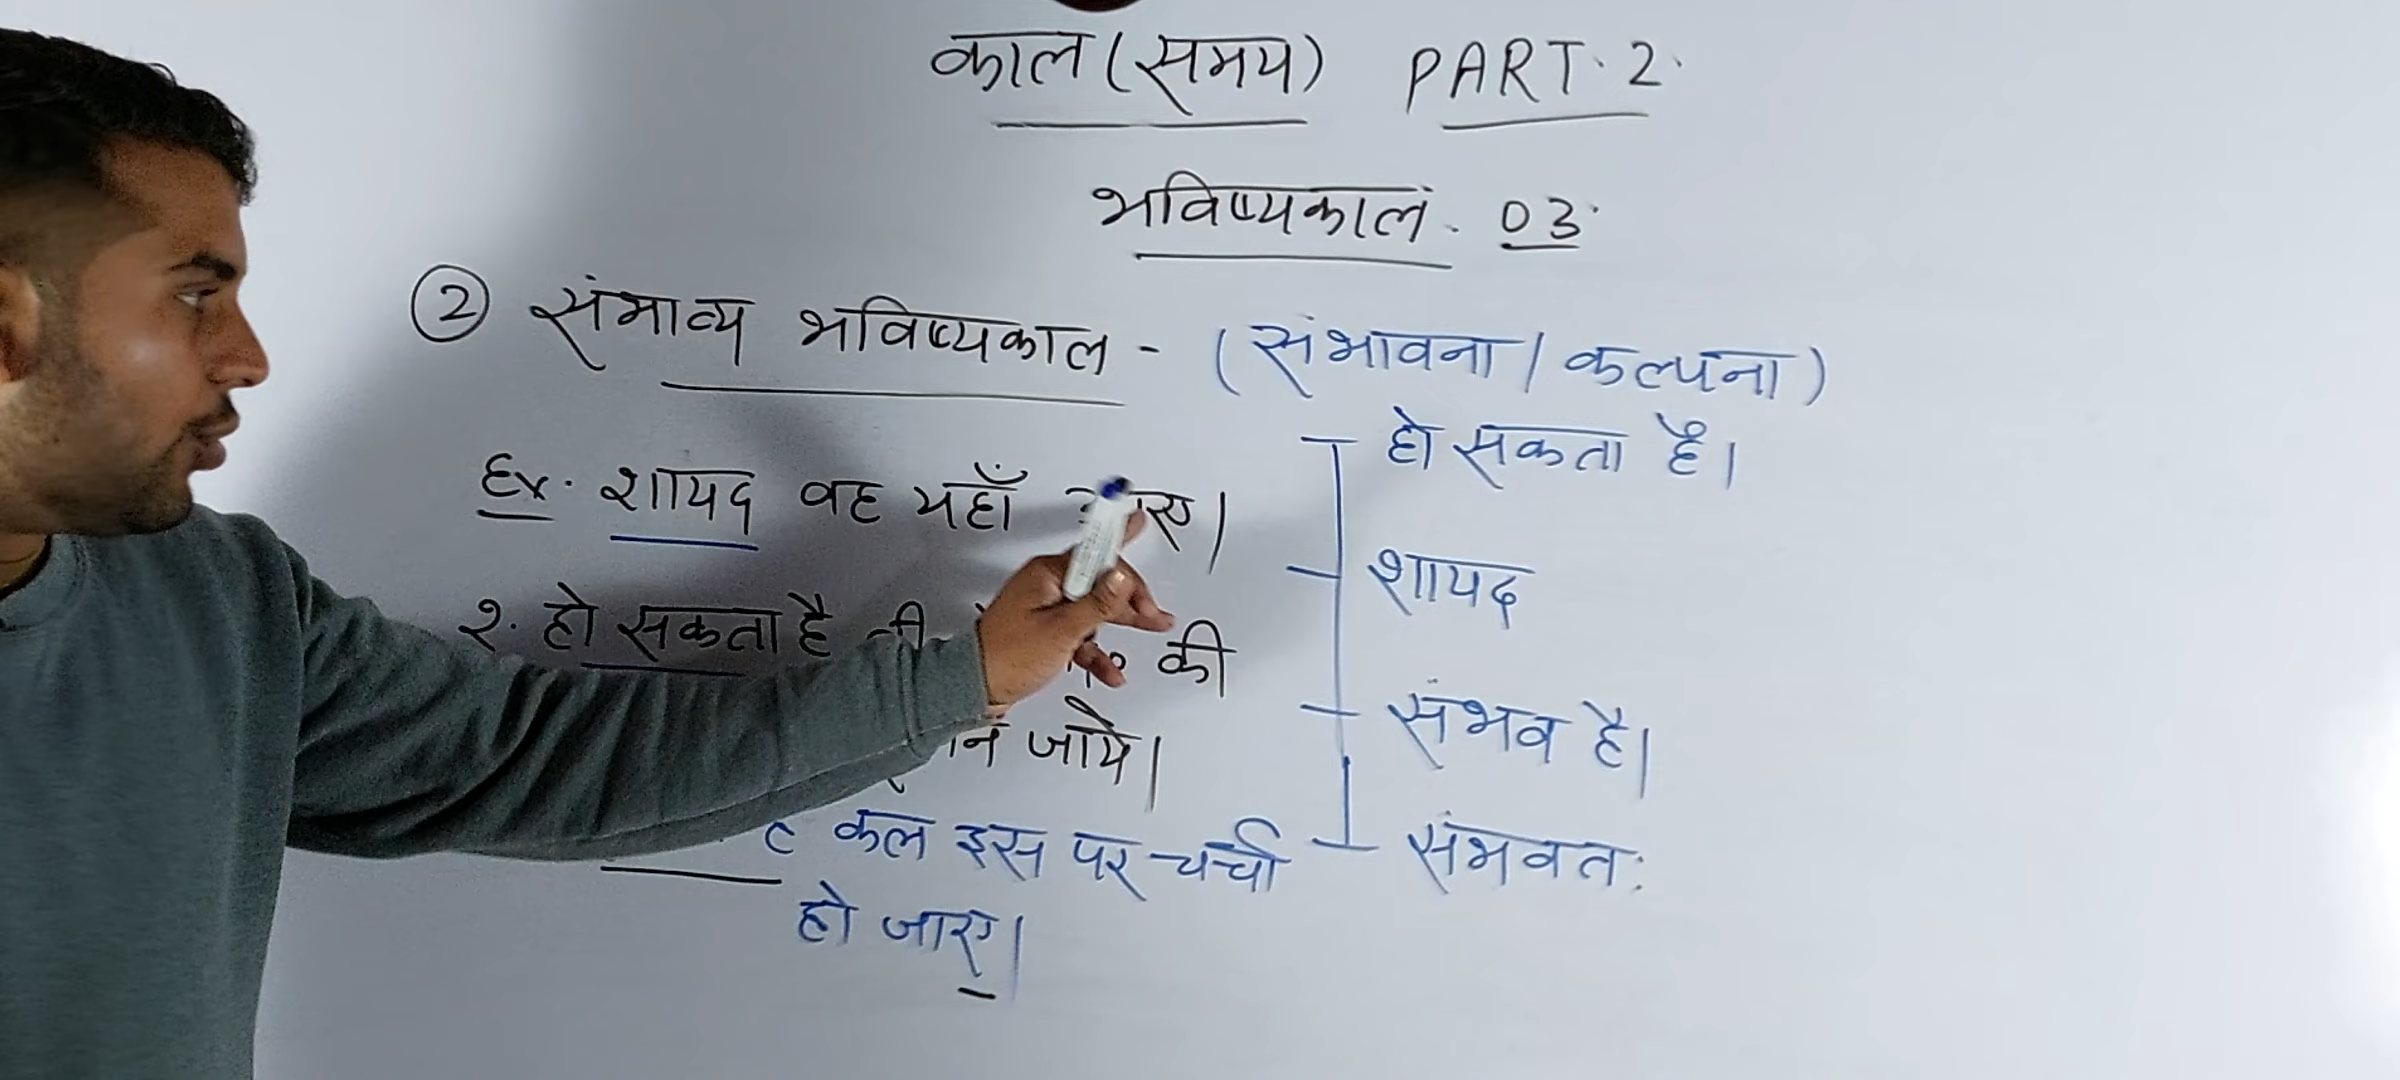 काल (समय) PART. 2.
भविष्यकाल. 03.
② संभाव्य भविष्यकाल - (संभावना / कल्पना)
हो सकता है।
Ex. शायद वह यहाँ
शायद
२. हो सकता है की
संभव है।
जाये।
कल इस पर चर्चा
संभवत:
हो जाए।